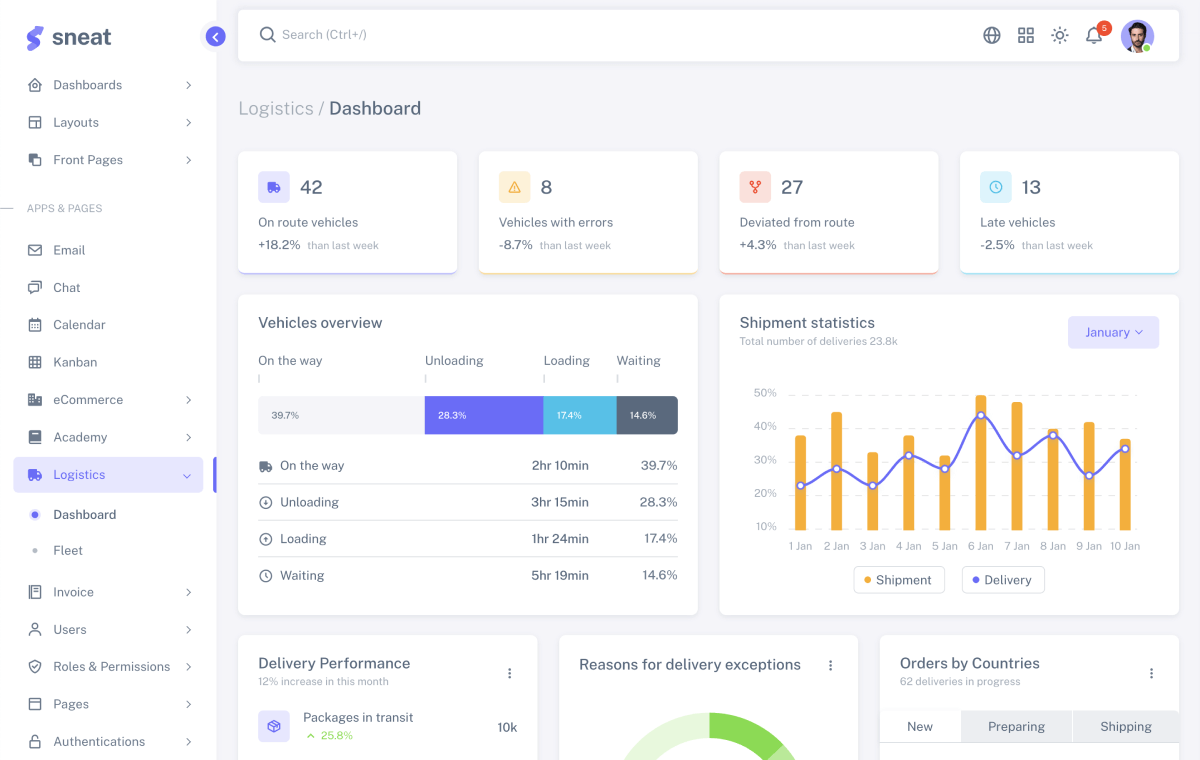 sneat
Dashboards
Layouts
Front Pages
APPS & PAGES
Email
Chat
Calendar
Kanban
eCommerce
Academy
Logistics
Dashboard
Fleet
Invoice
Users
Roles & Permissions
Pages
Authentications
Search (Ctrl+/)
5
Logistics / Dashboard
42
On route vehicles
+18.2% than last week
8
Vehicles with errors
-8.7% than last week
27
Deviated from route
+4.3% than last week
13
Late vehicles
-2.5% than last week
Vehicles overview
On the way Unloading Loading Waiting
39.7% 28.3% 17.4% 14.6%
On the way 2hr 10min 39.7%
Unloading 3hr 15min 28.3%
Loading 1hr 24min 17.4%
Waiting 5hr 19min 14.6%
Shipment statistics
Total number of deliveries 23.8k
January
50%
40%
30%
20%
10%
1 Jan 2 Jan 3 Jan 4 Jan 5 Jan 6 Jan 7 Jan 8 Jan 9 Jan 10 Jan
Shipment Delivery
Delivery Performance
12% increase in this month
Packages in transit
25.8%
10k
Reasons for delivery exceptions
Orders by Countries
62 deliveries in progress
New Preparing Shipping